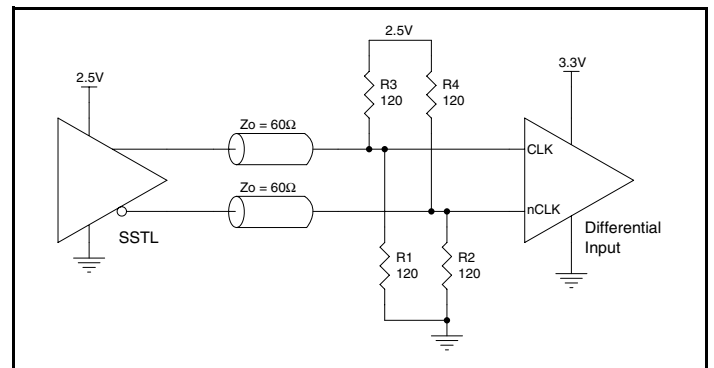 2.5V
3.3V
2.5V
R3
120
R4
120
Zo = 60Ω
CLK
Zo = 60Ω
nCLK
SSTL
Differential
Input
R1
120
R2
120